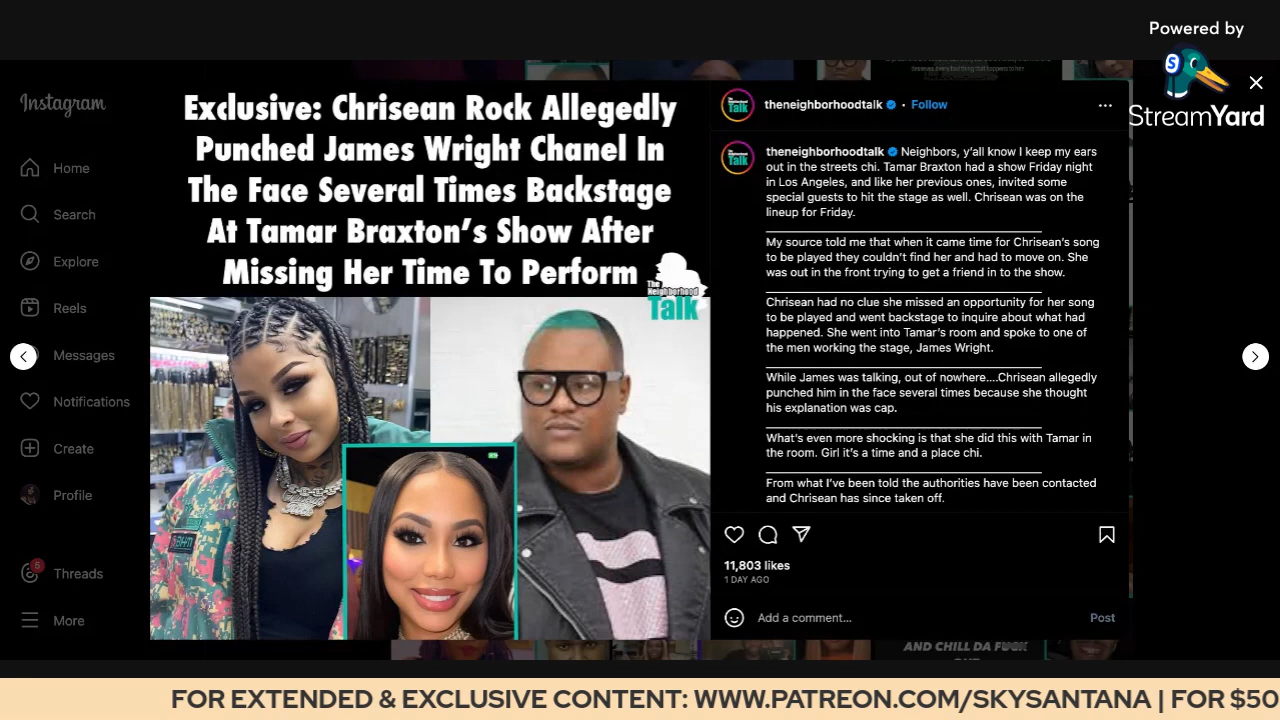 Powered by
StreamYard
Instagram
Home
Search
Explore
Reels
Messages
Notifications
Create
Profile
5
Threads
More
Exclusive: Chrisean Rock Allegedly
Punched James Wright Chanel In
The Face Several Times Backstage
At Tamar Braxton's Show After
Missing Her Time To Perform
The
Neighborhood
Talk
theneighborhoodtalk • Follow
theneighborhoodtalk Neighbors, y'all know I keep my ears
out in the streets chi. Tamar Braxton had a show Friday night
in Los Angeles, and like her previous ones, invited some
special guests to hit the stage as well. Chrisean was on the
lineup for Friday.
My source told me that when it came time for Chrisean's song
to be played they couldn't find her and had to move on. She
was out in the front trying to get a friend in to the show.
Chrisean had no clue she missed an opportunity for her song
to be played and went backstage to inquire about what had
happened. She went into Tamar's room and spoke to one of
the men working the stage, James Wright.
While James was talking, out of nowhere....Chrisean allegedly
punched him in the face several times because she thought
his explanation was cap.
What's even more shocking is that she did this with Tamar in
the room. Girl it's a time and a place chi.
From what I've been told the authorities have been contacted
and Chrisean has since taken off.
11,803 likes
1 DAY AGO
Add a comment...
Post
AND CHILL DA FUCK
FOR EXTENDED & EXCLUSIVE CONTENT: WWW.PATREON.COM/SKYSANTANA | FOR $50